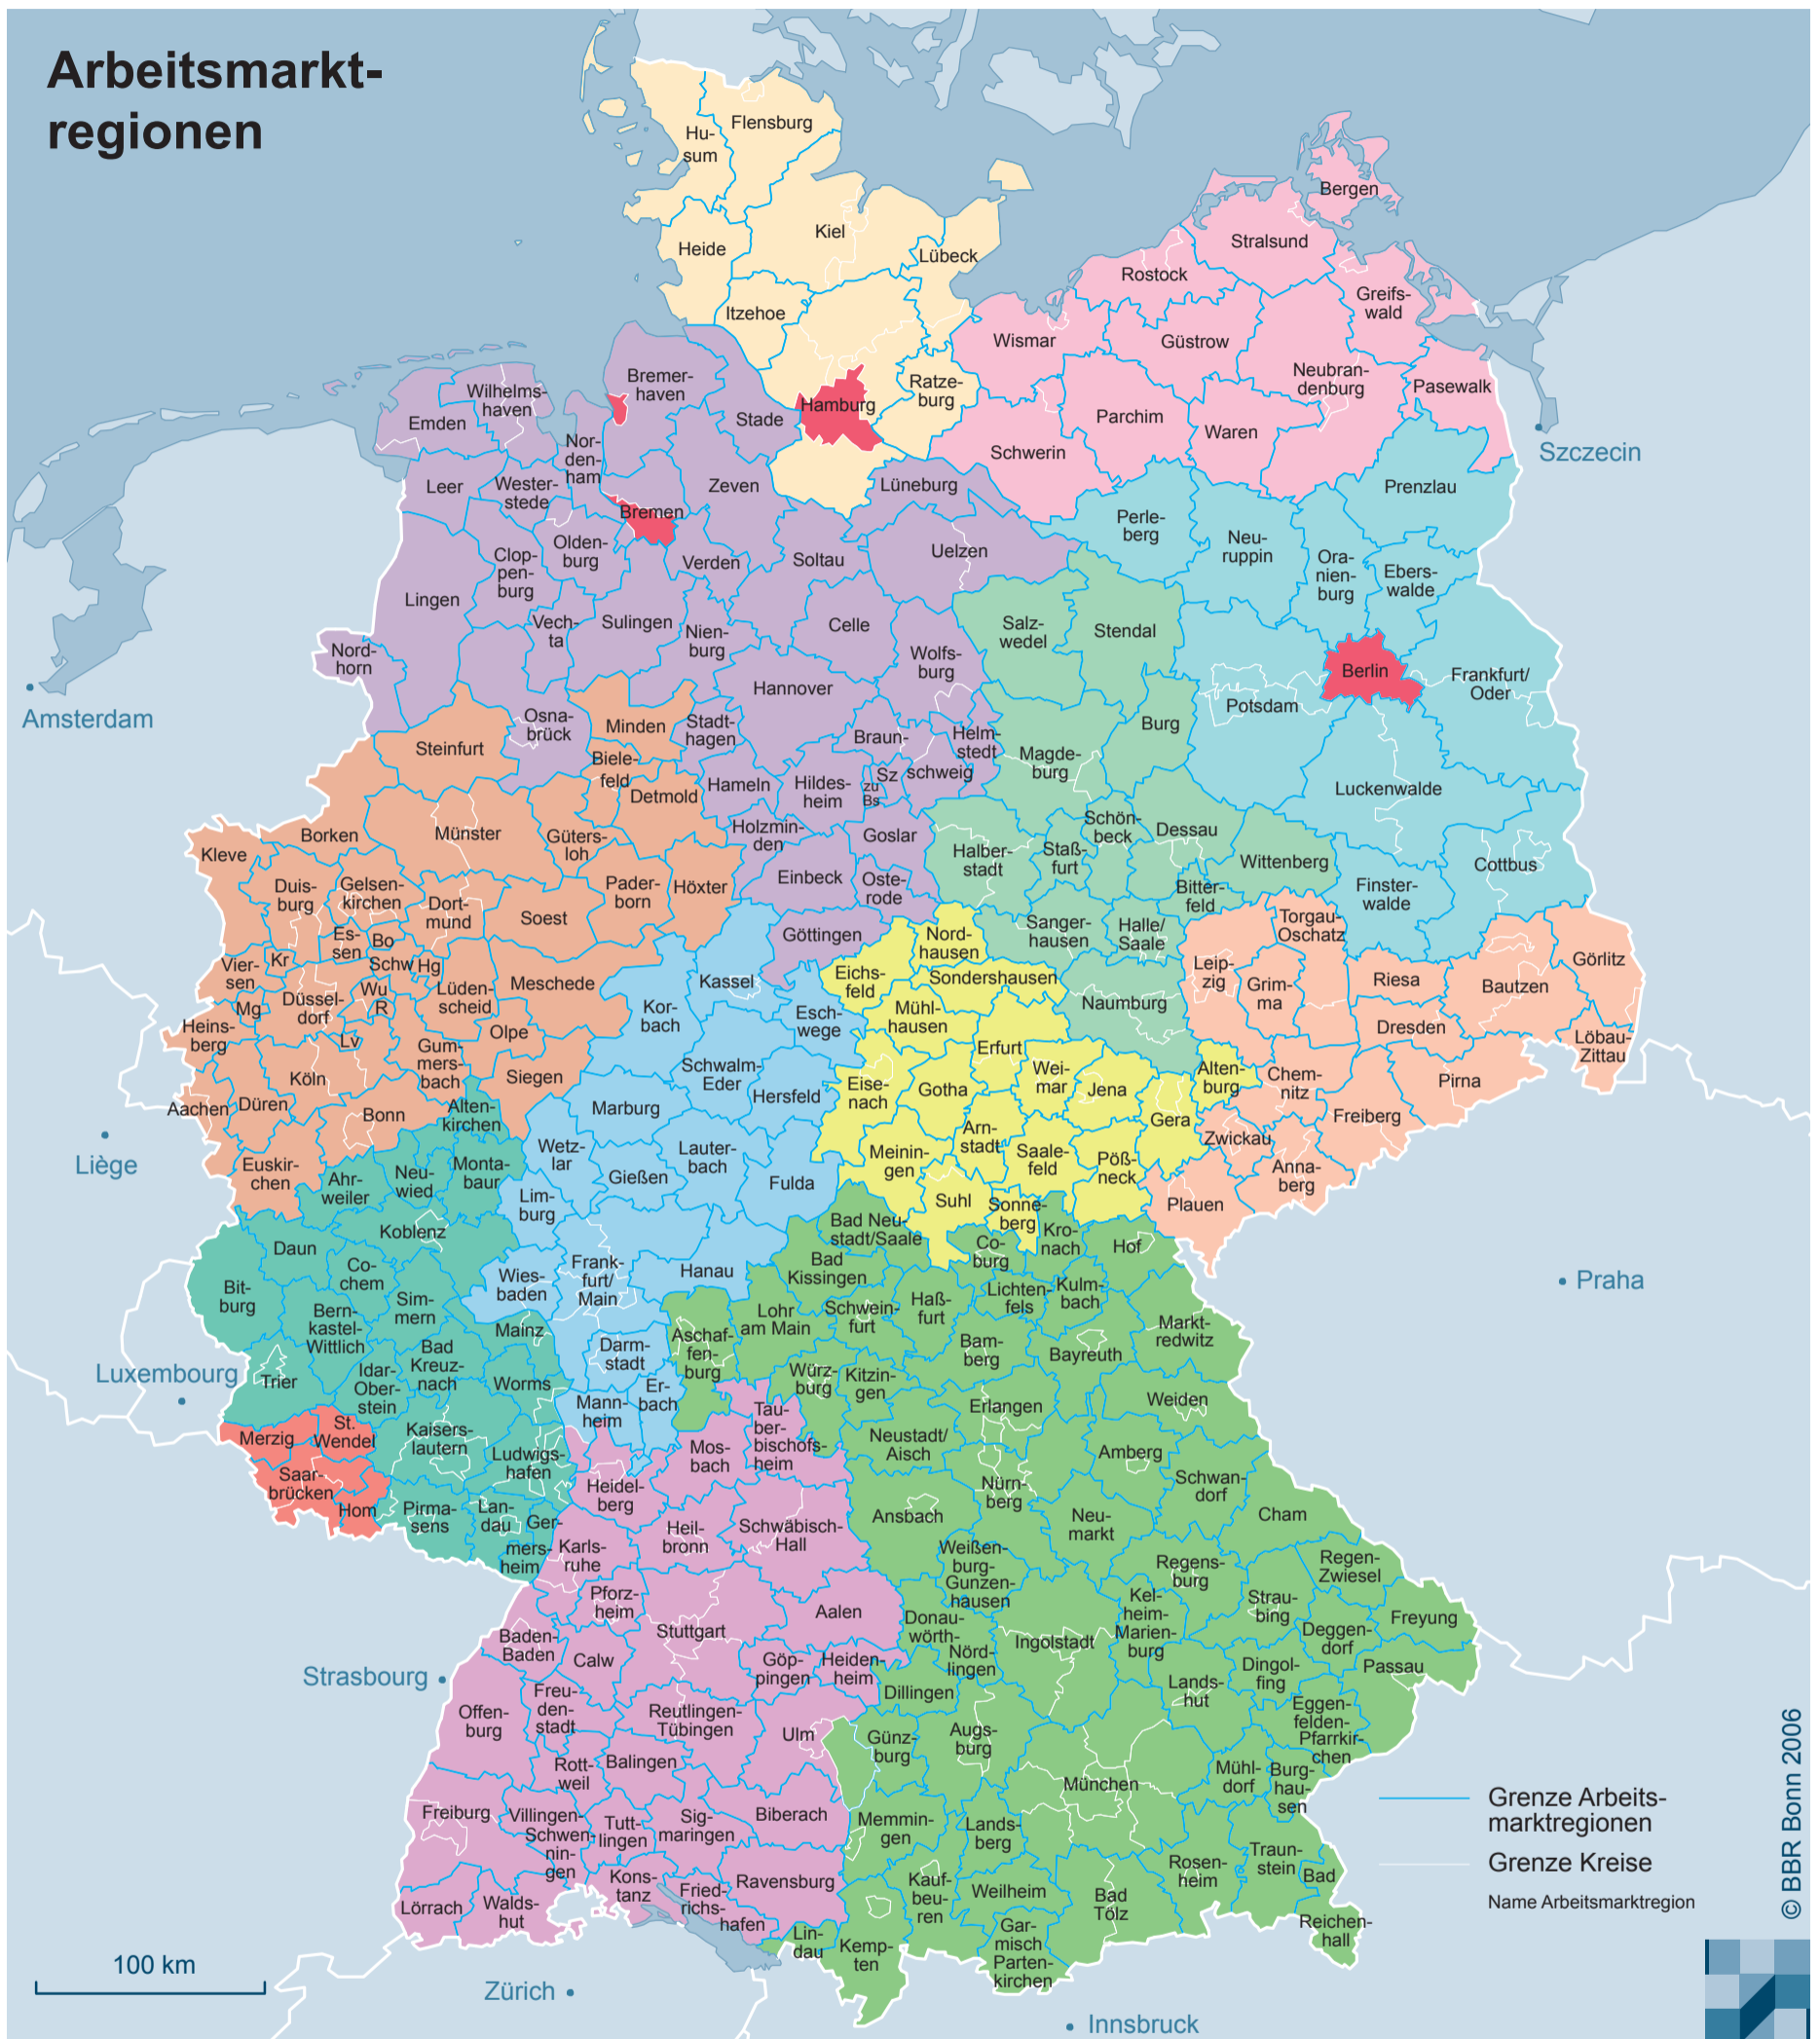 Arbeitsmarkt-
regionen
Hu-
sum
Flensburg
Heide
Kiel
Lübeck
Itzehoe
Hamburg
Ratze-
burg
Bergen
Stralsund
Rostock
Greifs-
wald
Wismar
Güstrow
Neubran-
denburg
Pasewalk
Parchim
Waren
Schwerin
Szczecin
Emden
Wilhelms-
haven
Bremer-
haven
Stade
Nor-
den-
ham
Leer
Wester-
stede
Zeven
Lüneburg
Bremen
Olden-
burg
Clop-
pen-
burg
Verden
Soltau
Uelzen
Lingen
Vech-
ta
Sulingen
Nien-
burg
Celle
Wolfs-
burg
Nord-
horn
Hannover
Osna-
brück
Stadt-
hagen
Braun-
schweig
Helm-
stedt
Hameln
Hildes-
heim
Sz
zu
Bs
Holzmin-
den
Goslar
Einbeck
Oste-
rode
Göttingen
Perle-
berg
Neu-
ruppin
Ora-
nien-
burg
Prenzlau
Ebers-
walde
Berlin
Potsdam
Frankfurt/
Oder
Luckenwalde
Cottbus
Finster-
walde
Salz-
wedel
Stendal
Burg
Magde-
burg
Schön-
beck
Dessau
Wittenberg
Halber-
stadt
Staß-
furt
Bitter-
feld
Sanger-
hausen
Halle/
Saale
Naumburg
Amsterdam
Steinfurt
Minden
Biele-
feld
Detmold
Borken
Münster
Güters-
loh
Kleve
Duis-
burg
Gelsen-
kirchen
Dort-
mund
Soest
Pader-
born
Höxter
Es-
sen
Bo
Vier-
sen
Kr
Schw
Hg
Mg
Düssel-
dorf
Wu
R
Lüden-
scheid
Meschede
Heins-
berg
Lv
Olpe
Köln
Gum-
mers-
bach
Siegen
Aachen
Düren
Bonn
Euskir-
chen
Liège
Kassel
Kor-
bach
Esch-
wege
Schwalm-
Eder
Hersfeld
Marburg
Wetz-
lar
Gießen
Lauter-
bach
Fulda
Lim-
burg
Wies-
baden
Frank-
furt/
Main
Hanau
Darm-
stadt
Er-
bach
Mann-
heim
Nord-
hausen
Eichs-
feld
Sondershausen
Mühl-
hausen
Erfurt
Eise-
nach
Gotha
Wei-
mar
Jena
Alten-
burg
Gera
Arn-
stadt
Meinin-
gen
Saale-
feld
Pöß-
neck
Suhl
Sonne-
berg
Torgau-
Oschatz
Leip-
zig
Grim-
ma
Riesa
Bautzen
Görlitz
Dresden
Löbau-
Zittau
Chem-
nitz
Pirna
Freiberg
Zwickau
Anna-
berg
Plauen
Praha
Alten-
kirchen
Neu-
wied
Monta-
baur
Ahr-
weiler
Koblenz
Daun
Co-
chem
Bit-
burg
Bern-
kastel-
Wittlich
Sim-
mern
Mainz
Bad
Kreuz-
nach
Trier
Idar-
Ober-
stein
Worms
Kaisers-
lautern
Ludwigs-
hafen
Pirma-
sens
Lan-
dau
Ger-
mers-
heim
Luxembourg
Merzig
St.
Wendel
Saar-
brücken
Hom
Bad Neu-
stadt/Saale
Co-
burg
Kro-
nach
Hof
Bad
Kissingen
Lichten-
fels
Kulm-
bach
Lohr
am Main
Schwein-
furt
Haß-
furt
Markt-
redwitz
Aschaf-
fen-
burg
Bam-
berg
Bayreuth
Würz-
burg
Kitzin-
gen
Weiden
Erlangen
Neustadt/
Aisch
Amberg
Nürn-
berg
Schwan-
dorf
Ansbach
Neu-
markt
Cham
Weißen-
burg-
Gunzen-
hausen
Regens-
burg
Regen-
Zwiesel
Donau-
wörth-
Nörd-
lingen
Ingolstadt
Kel-
heim-
Marien-
burg
Strau-
bing
Deggen-
dorf
Freyung
Passau
Dillingen
Lands-
hut
Dingol-
fing
Eggen-
felden-
Pfarrkir-
chen
Günz-
burg
Augs-
burg
München
Mühl-
dorf
Burg-
hau-
sen
Memmin-
gen
Lands-
berg
Traun-
stein
Bad
Reichen-
hall
Kauf-
beu-
ren
Weilheim
Bad
Tölz
Rosen-
heim
Lin-
dau
Kemp-
ten
Gar-
misch
Parten-
kirchen
Tau-
ber-
bischofs-
heim
Mos-
bach
Heidel-
berg
Heil-
bronn
Schwäbisch-
Hall
Karls-
ruhe
Pforz-
heim
Stuttgart
Aalen
Baden-
Baden
Calw
Göp-
pingen
Heiden-
heim
Strasbourg
Offen-
burg
Freu-
den-
stadt
Reutlingen-
Tübingen
Ulm
Rott-
weil
Balingen
Freiburg
Villingen-
Schwen-
nin-
gen
Tutt-
lingen
Sig-
maringen
Biberach
Lörrach
Walds-
hut
Kons-
tanz
Fried-
richs-
hafen
Ravensburg
Zürich
Innsbruck
100 km
Grenze Arbeits-
marktregionen
Grenze Kreise
Name Arbeitsmarktregion
© BBR Bonn 2006